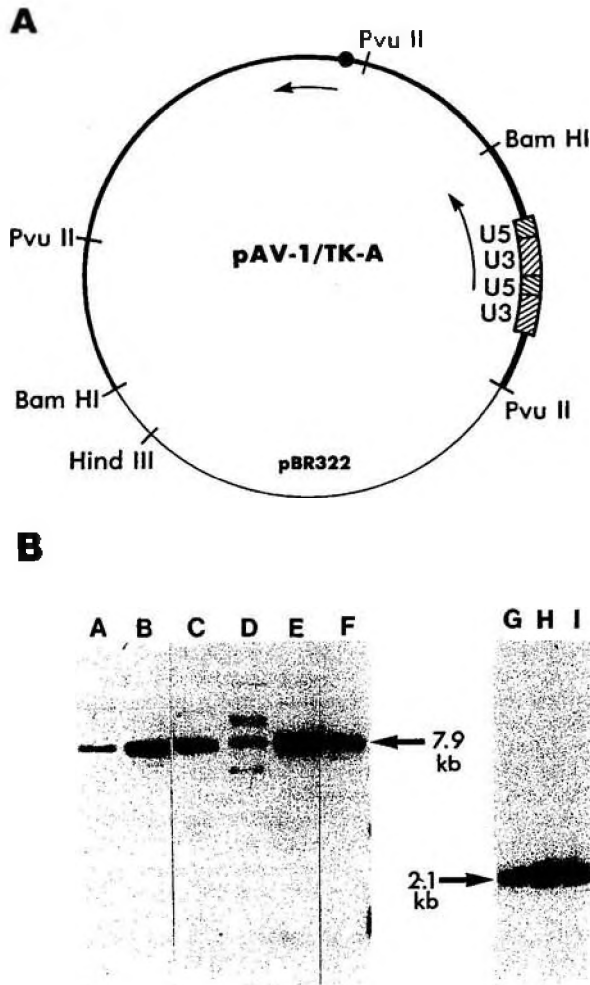 A
Pvu II
Bam HI
U5
U3
U5
U3
Pvu II
pAV-1/TK-A
Bam HI
Hind III
pBR322
Pvu II
B
A B C D E F
G H I
7.9
kb
2.1
kb